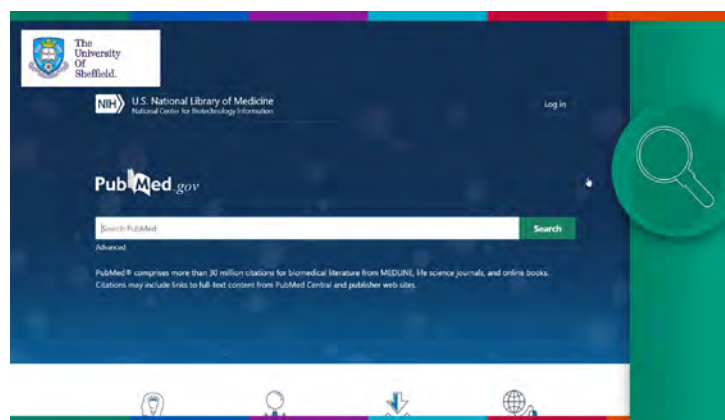 The
University
Of
Sheffield.
NIH U.S. National Library of Medicine
National Center for Biotechnology Information
Log in
PubMed.gov
Search PubMed
Search
Advanced
PubMed® comprises more than 30 million citations for biomedical literature from MEDLINE, life science journals, and online books.
Citations may include links to full-text content from PubMed Central and publisher web sites.